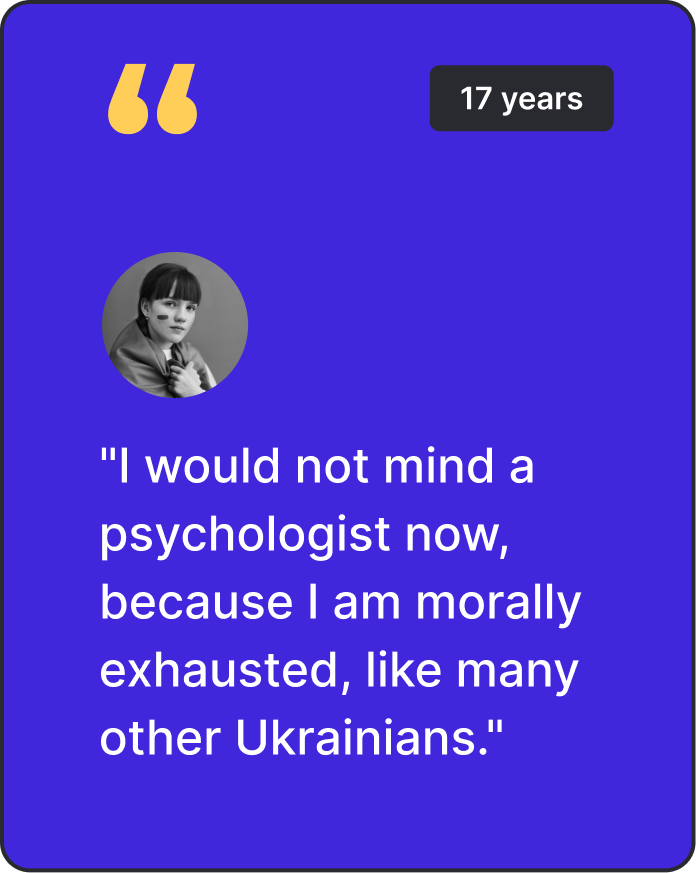 17 years
"I would not mind a
psychologist now,
because I am morally
exhausted, like many
other Ukrainians."